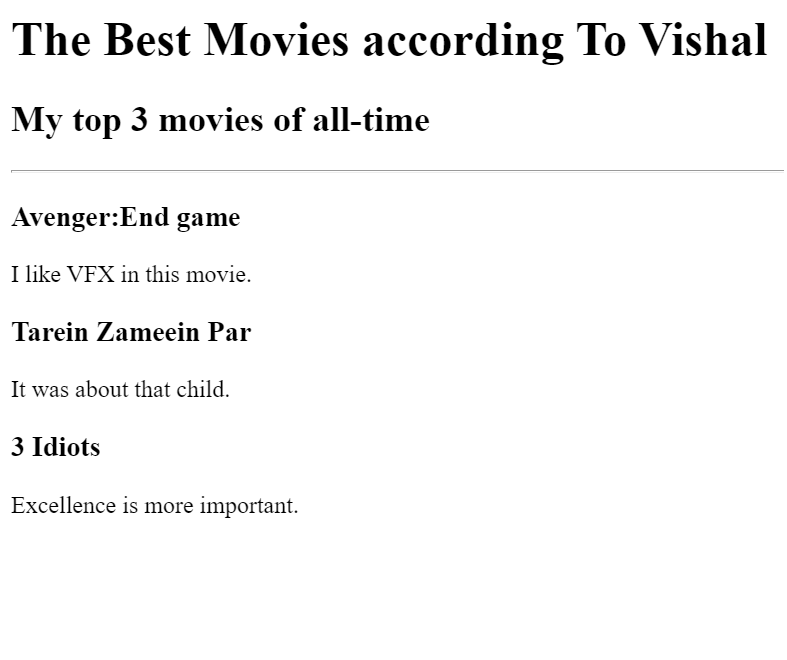 The Best Movies according To Vishal
My top 3 movies of all-time
Avenger:End game
I like VFX in this movie.
Tarein Zameein Par
It was about that child.
3 Idiots
Excellence is more important.